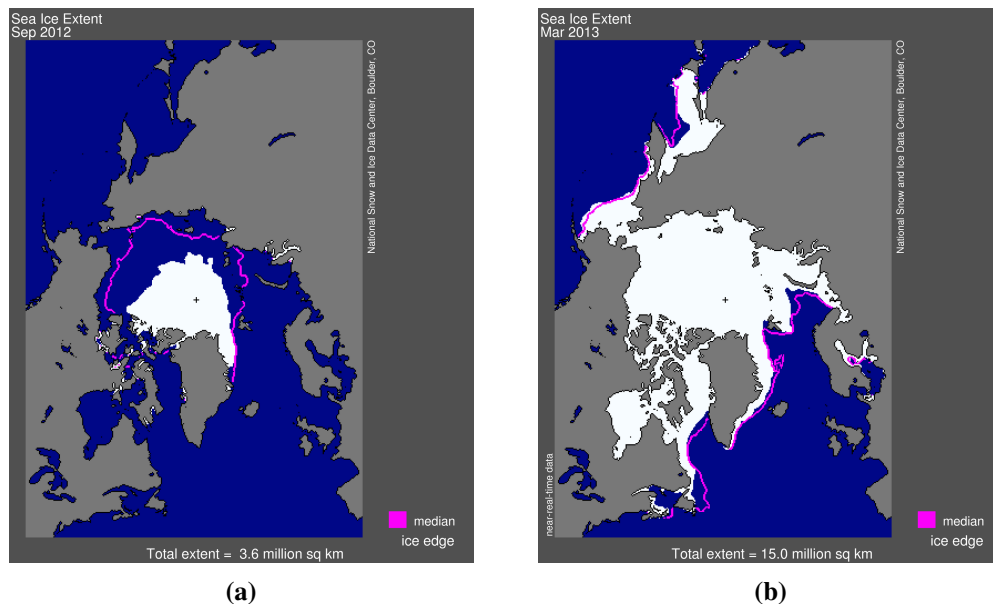 Sea Ice Extent
Sep 2012
National Snow and Ice Data Center, Boulder, CO
median
ice edge
Total extent = 3.6 million sq km
(a)
Sea Ice Extent
Mar 2013
National Snow and Ice Data Center, Boulder, CO
near-real-time data
median
ice edge
Total extent = 15.0 million sq km
(b)